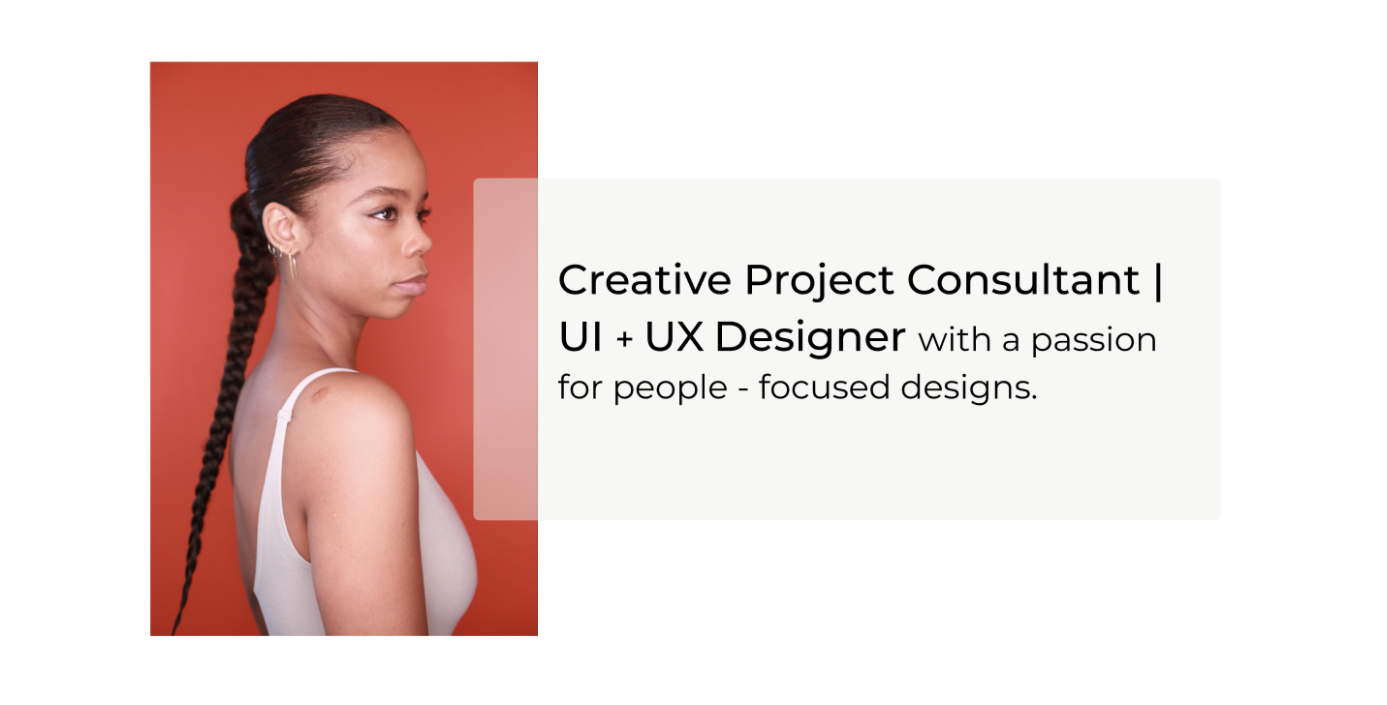 Creative Project Consultant |
UI + UX Designer with a passion
for people - focused designs.